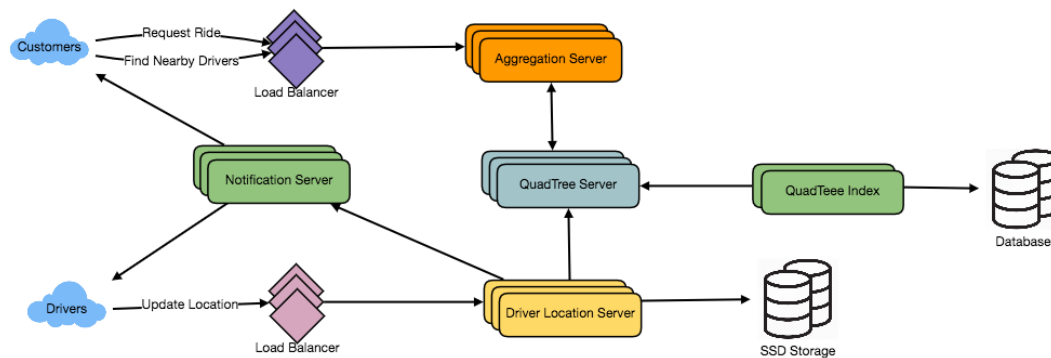 Customers
Request Ride
Find Nearby Drivers
Load Balancer
Aggregation Server
Notification Server
QuadTree Server
QuadTeee Index
Database
Drivers
Update Location
Load Balancer
Driver Location Server
SSD Storage